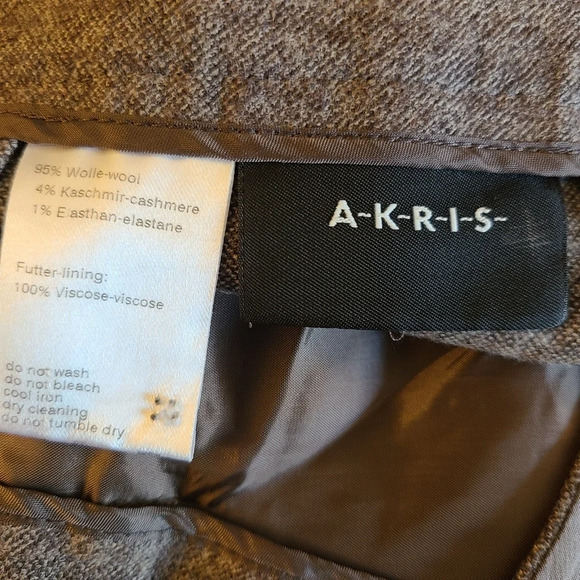 95% Wolle-wool
4% Kaschmir-cashmere
1% Elasthan-elastane
Futter-lining:
100% Viscose-viscose
do not wash
do not bleach
cool iron
dry cleaning
do not tumble dry
A~K~R~I~S~